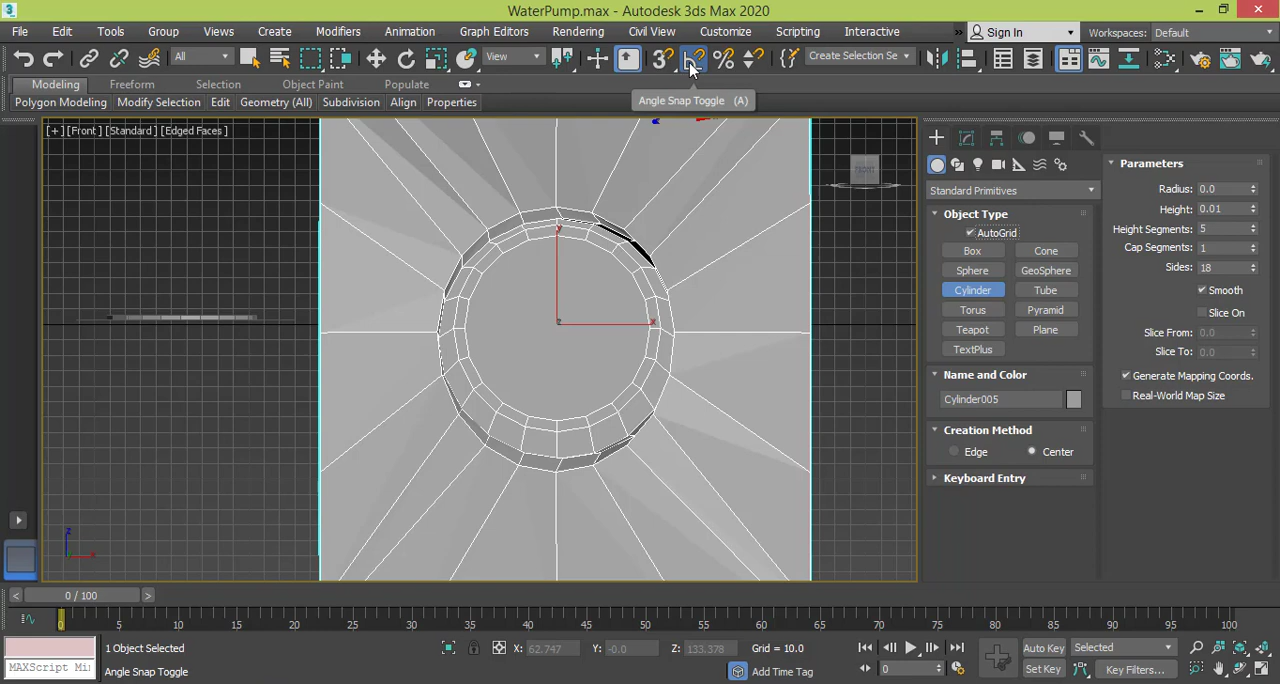 WaterPump.max - Autodesk 3ds Max 2020
File Edit Tools Group Views Create Modifiers Animation Graph Editors Rendering Civil View Customize Scripting Interactive » Sign In Workspaces: Default
All View Create Selection Se
Modeling Freeform Selection Object Paint Populate
Polygon Modeling Modify Selection Edit Geometry (All) Subdivision Align Properties
Angle Snap Toggle (A)
[+] [Front] [Standard] [Edged Faces]
FRONT
y
x
z
z
x
Standard Primitives
Object Type
AutoGrid
Box Cone
Sphere GeoSphere
Cylinder Tube
Torus Pyramid
Teapot Plane
TextPlus
Name and Color
Cylinder005
Creation Method
Edge Center
Keyboard Entry
Parameters
Radius: 0.0
Height: 0.01
Height Segments: 5
Cap Segments: 1
Sides: 18
Smooth
Slice On
Slice From: 0.0
Slice To: 0.0
Generate Mapping Coords.
Real-World Map Size
< 0 / 100 >
0 5 10 15 20 25 30 35 40 45 50 55 60 65 70 75 80 85 90 95 100
1 Object Selected X: 62.747 Y: -0.0 Z: 133.378 Grid = 10.0 Auto Key Selected
MAXScript Mi:
Angle Snap Toggle Add Time Tag 0 Set Key Key Filters...